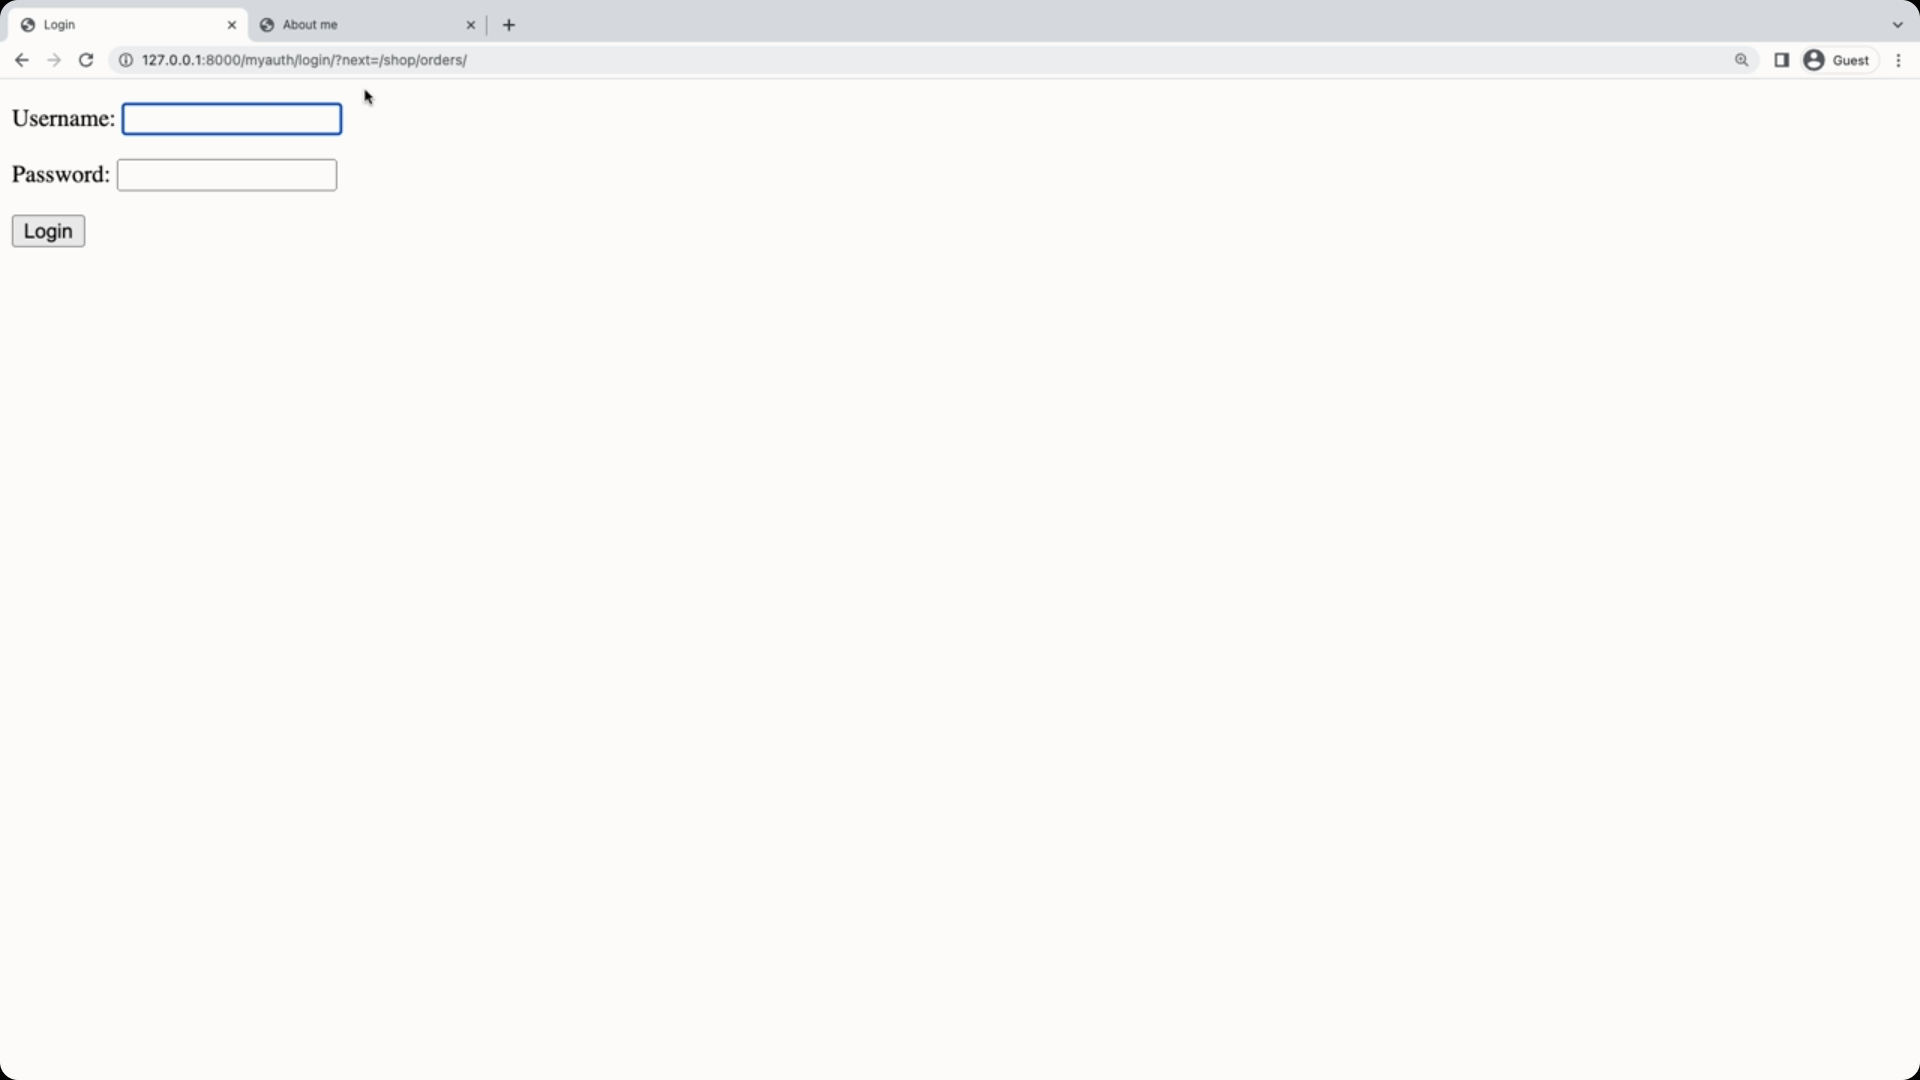 Login
About me
127.0.0.1:8000/myauth/login/?next=/shop/orders/
Guest
Username:
Password:
Login